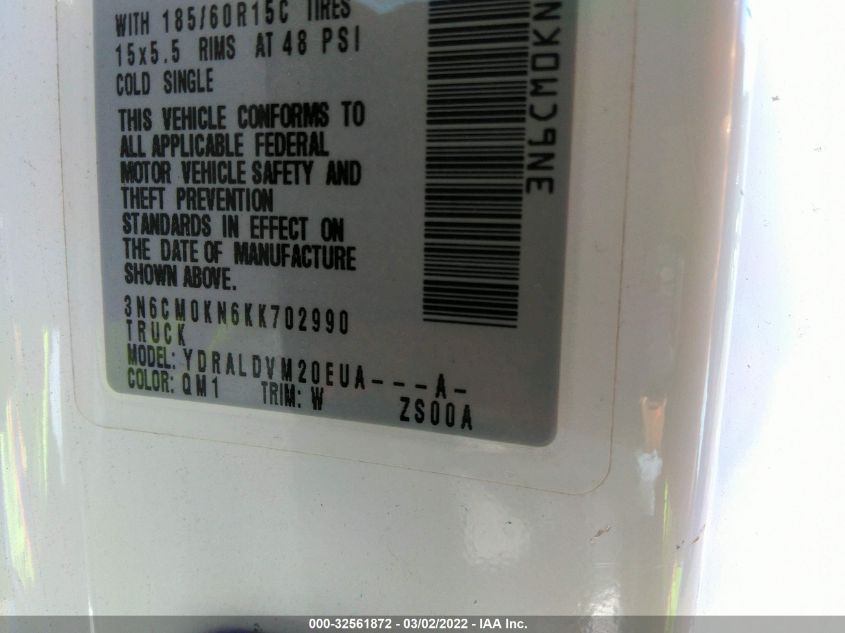 WITH 185/60R15C TIRES
15x5.5 RIMS AT 48 PSI
COLD SINGLE
THIS VEHICLE CONFORMS TO
ALL APPLICABLE FEDERAL
MOTOR VEHICLE SAFETY AND
THEFT PREVENTION
STANDARDS IN EFFECT ON
THE DATE OF MANUFACTURE
SHOWN ABOVE.
3N6CM0KN6KK702990
TRUCK
MODEL: YDRALDVM20EUA---A-
COLOR: QM1 TRIM: W ZS00A
3N6CM0KN
000-32561872 - 03/02/2022 - IAA Inc.